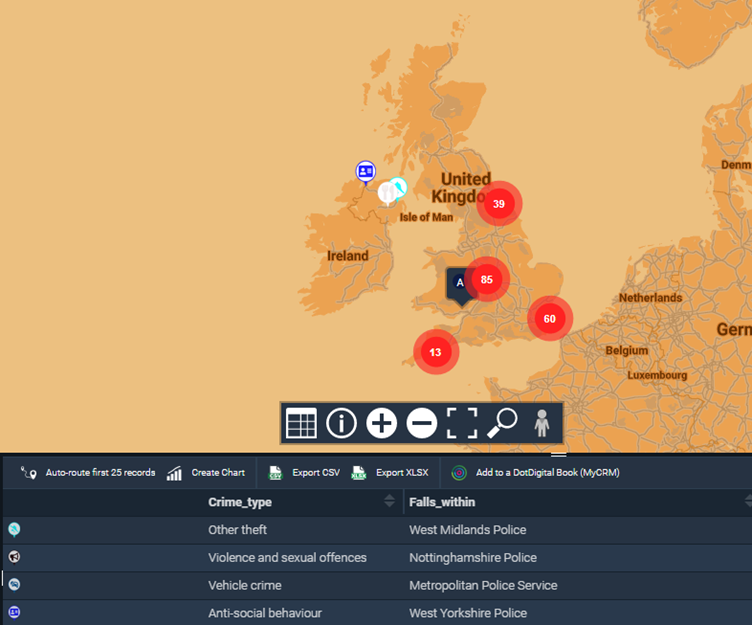 Denm
United
Kingdo
39
Isle of Man
Ireland
A
85
Netherlands
60
Germ
Belgium
13
Luxembourg
Auto-route first 25 records
Create Chart
CSV
Export CSV
XLSX
Export XLSX
Add to a DotDigital Book (MyCRM)
Crime_type Falls_within
Other theft West Midlands Police
Violence and sexual offences Nottinghamshire Police
Vehicle crime Metropolitan Police Service
Anti-social behaviour West Yorkshire Police